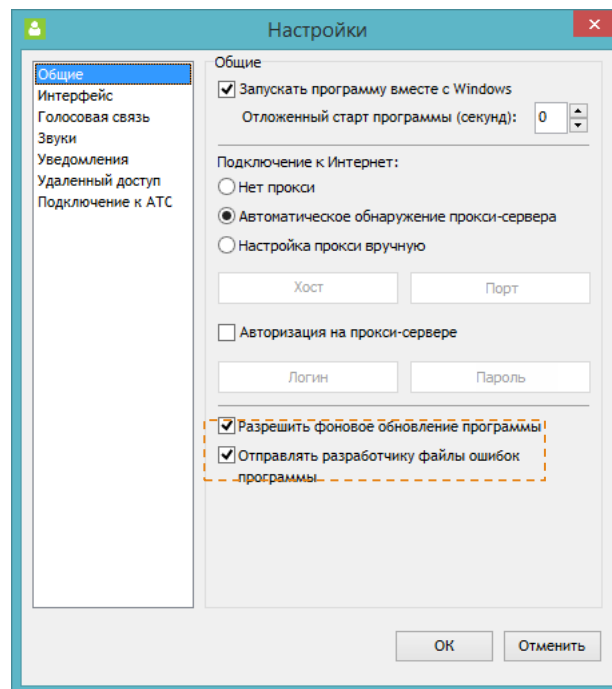 Настройки
Общие
Интерфейс
Голосовая связь
Звуки
Уведомления
Удаленный доступ
Подключение к АТС
Общие
Запускать программу вместе с Windows
Отложенный старт программы (секунд): 0
Подключение к Интернет:
Нет прокси
Автоматическое обнаружение прокси-сервера
Настройка прокси вручную
Хост Порт
Авторизация на прокси-сервере
Логин Пароль
Разрешить фоновое обновление программы
Отправлять разработчику файлы ошибок
программы
ОК Отменить